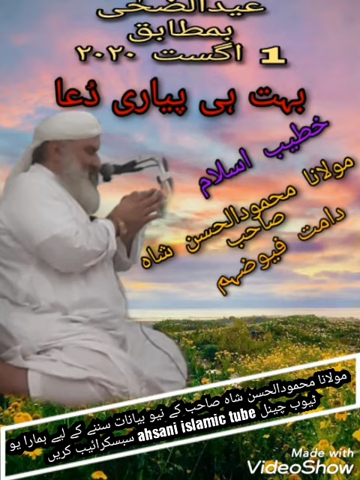 عیدالضحی
بمطابق
1 اگست ۲۰۲۰
بہت ہی پیاری دعا
خطیب اسلام
مولانا محمودالحسن شاہ
صاحب
دامت فیوضہم
مولانا محمودالحسن شاہ صاحب کے نیو بیانات سننے کے لیے ہمارا یو
ٹیوب چینل ahsani islamic tube سبسکرائیب کریں
Made with
VideoShow